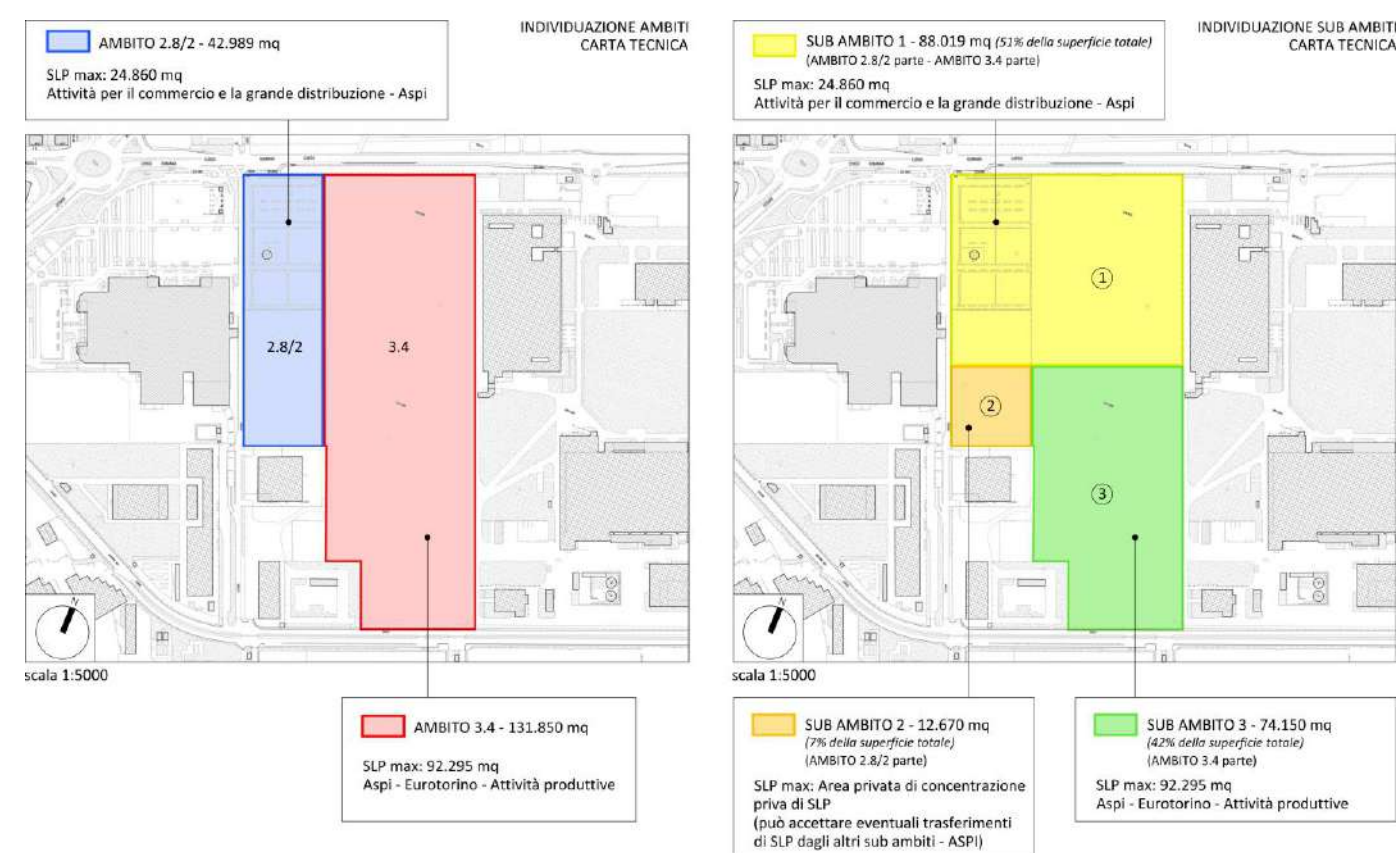 INDIVIDUAZIONE AMBITI
CARTA TECNICA
AMBITO 2.8/2 - 42.989 mq
SLP max: 24.860 mq
Attività per il commercio e la grande distribuzione - Aspi
2.8/2
3.4
N
scala 1:5000
AMBITO 3.4 - 131.850 mq
SLP max: 92.295 mq
Aspi - Eurotorino - Attività produttive
INDIVIDUAZIONE SUB AMBITI
CARTA TECNICA
SUB AMBITO 1 - 88.019 mq (51% della superficie totale)
(AMBITO 2.8/2 parte - AMBITO 3.4 parte)
SLP max: 24.860 mq
Attività per il commercio e la grande distribuzione - Aspi
1
2
3
N
scala 1:5000
SUB AMBITO 2 - 12.670 mq
(7% della superficie totale)
(AMBITO 2.8/2 parte)
SLP max: Area privata di concentrazione
priva di SLP
(può accettare eventuali trasferimenti
di SLP dagli altri sub ambiti - ASPI)
SUB AMBITO 3 - 74.150 mq
(42% della superficie totale)
(AMBITO 3.4 parte)
SLP max: 92.295 mq
Aspi - Eurotorino - Attività produttive